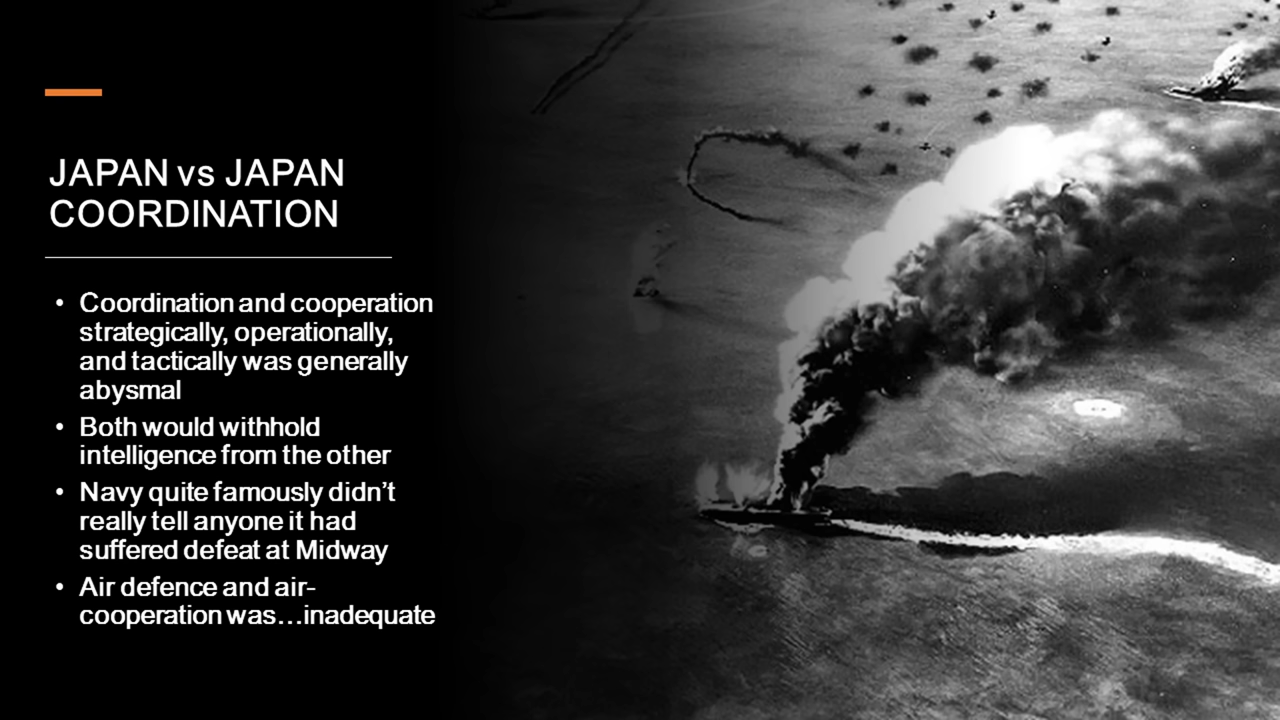 JAPAN vs JAPAN
COORDINATION
• Coordination and cooperation
strategically, operationally,
and tactically was generally
abysmal
• Both would withhold
intelligence from the other
• Navy quite famously didn’t
really tell anyone it had
suffered defeat at Midway
• Air defence and air-
cooperation was…inadequate